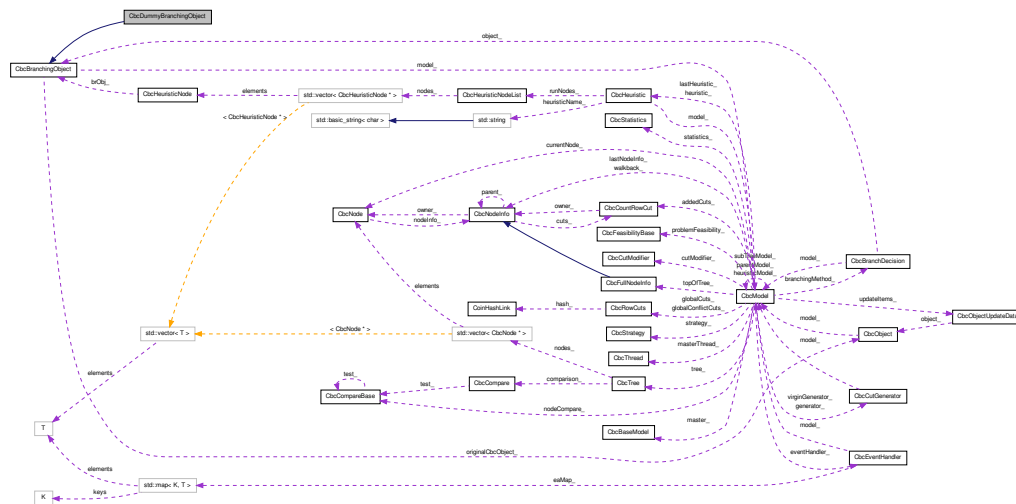 CbcDummyBranchingObject
object_
CbcBranchingObject
model_
brObj_
CbcHeuristicNode
elements
std::vector< CbcHeuristicNode * >
nodes_
CbcHeuristicNodeList
runNodes_
CbcHeuristic
lastHeuristic_
heuristic_
heuristicName_
< CbcHeuristicNode * >
std::basic_string< char >
std::string
CbcStatistics
model_
statistics_
currentNode_
lastNodeInfo_
walkback_
parent_
CbcNode
owner_
nodeInfo_
CbcNodeInfo
owner_
cuts_
CbcCountRowCut
addedCuts_
CbcFeasibilityBase
problemFeasibility_
CbcCutModifier
cutModifier_
subTreeModel_
parentModel_
heuristicModel_
model_
branchingMethod_
CbcBranchDecision
CbcFullNodeInfo
topOfTree_
CbcModel
elements
CoinHashLink
hash_
CbcRowCuts
globalCuts_
globalConflictCuts_
updateItems_
CbcObjectUpdateData
object_
CbcObject
model_
std::vector< T >
< CbcNode * >
std::vector< CbcNode * >
CbcStrategy
strategy_
model_
masterThread_
CbcThread
nodes_
elements
test_
CbcCompareBase
test_
CbcCompare
comparison_
CbcTree
tree_
nodeCompare_
virginGenerator_
generator_
CbcCutGenerator
T
CbcBaseModel
master_
model_
originalCbcObject_
eventHandler_
CbcEventHandler
elements
std::map< K, T >
eaMap_
keys
K